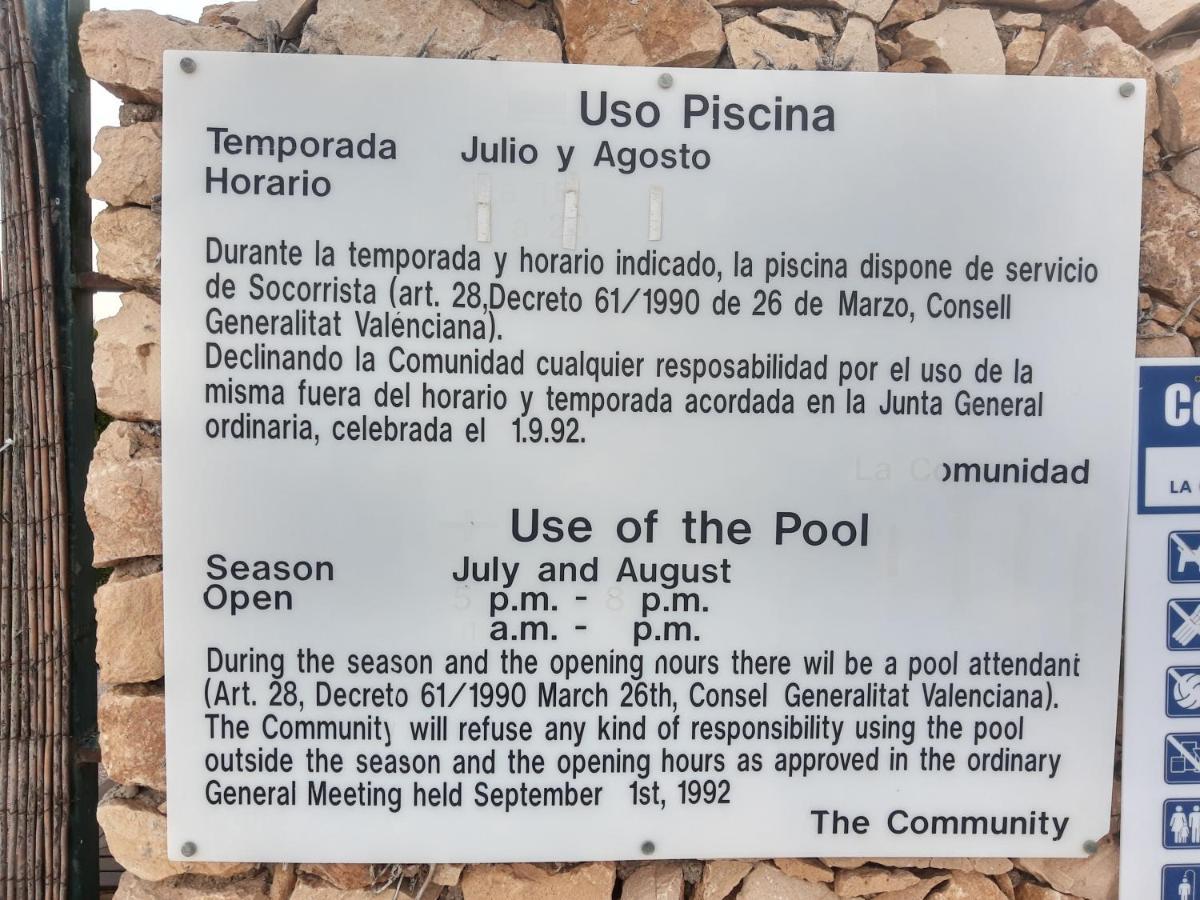 Uso Piscina
Temporada Julio y Agosto
Horario
Durante la temporada y horario indicado, la piscina dispone de servicio
de Socorrista (art. 28,Decreto 61/1990 de 26 de Marzo, Consell
Generalitat Valenciana).
Declinando la Comunidad cualquier resposabilidad por el uso de la
misma fuera del horario y temporada acordada en la Junta General
ordinaria, celebrada el 1.9.92.
La Comunidad
Use of the Pool
Season July and August
Open 5 p.m. - 8 p.m.
a.m. - p.m.
During the season and the opening hours there wil be a pool attendant
(Art. 28, Decreto 61/1990 March 26th, Consel Generalitat Valenciana).
The Community will refuse any kind of responsibility using the pool
outside the season and the opening hours as approved in the ordinary
General Meeting held September 1st, 1992
The Community
LA